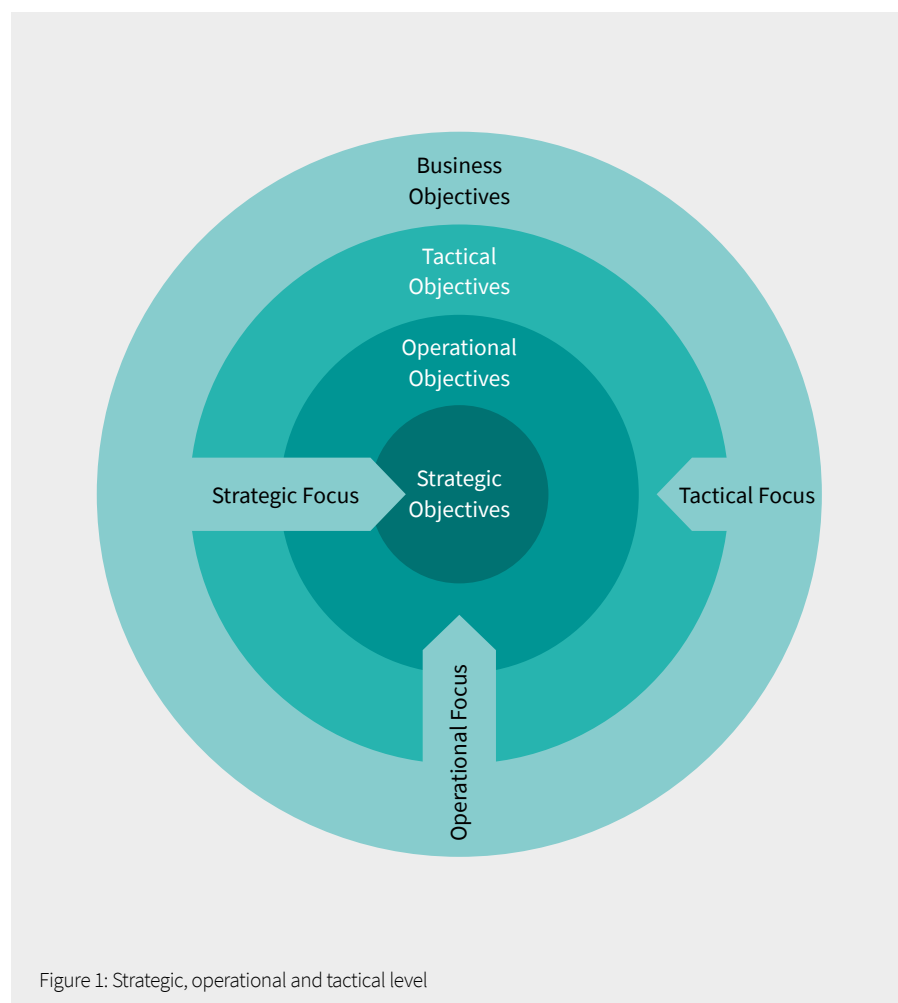 Business
Objectives
Tactical
Objectives
Operational
Objectives
Strategic Focus
Strategic
Objectives
Tactical Focus
Operational Focus
Figure 1: Strategic, operational and tactical level